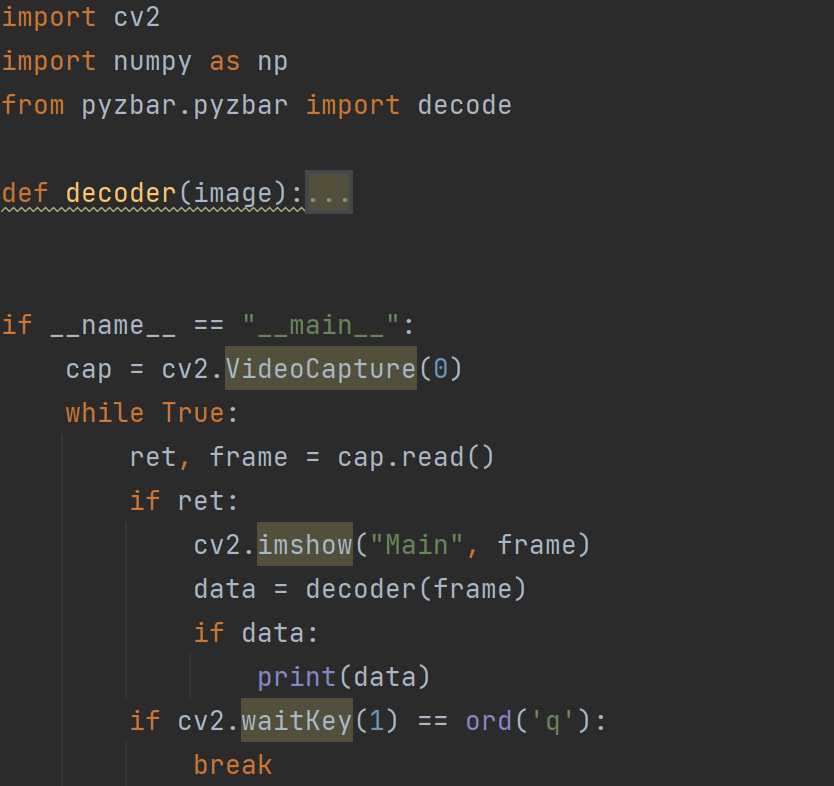 import cv2
import numpy as np
from pyzbar.pyzbar import decode
def decoder(image):...
if __name__ == "__main__":
    cap = cv2.VideoCapture(0)
    while True:
        ret, frame = cap.read()
        if ret:
            cv2.imshow("Main", frame)
            data = decoder(frame)
            if data:
                print(data)
        if cv2.waitKey(1) == ord('q'):
            break